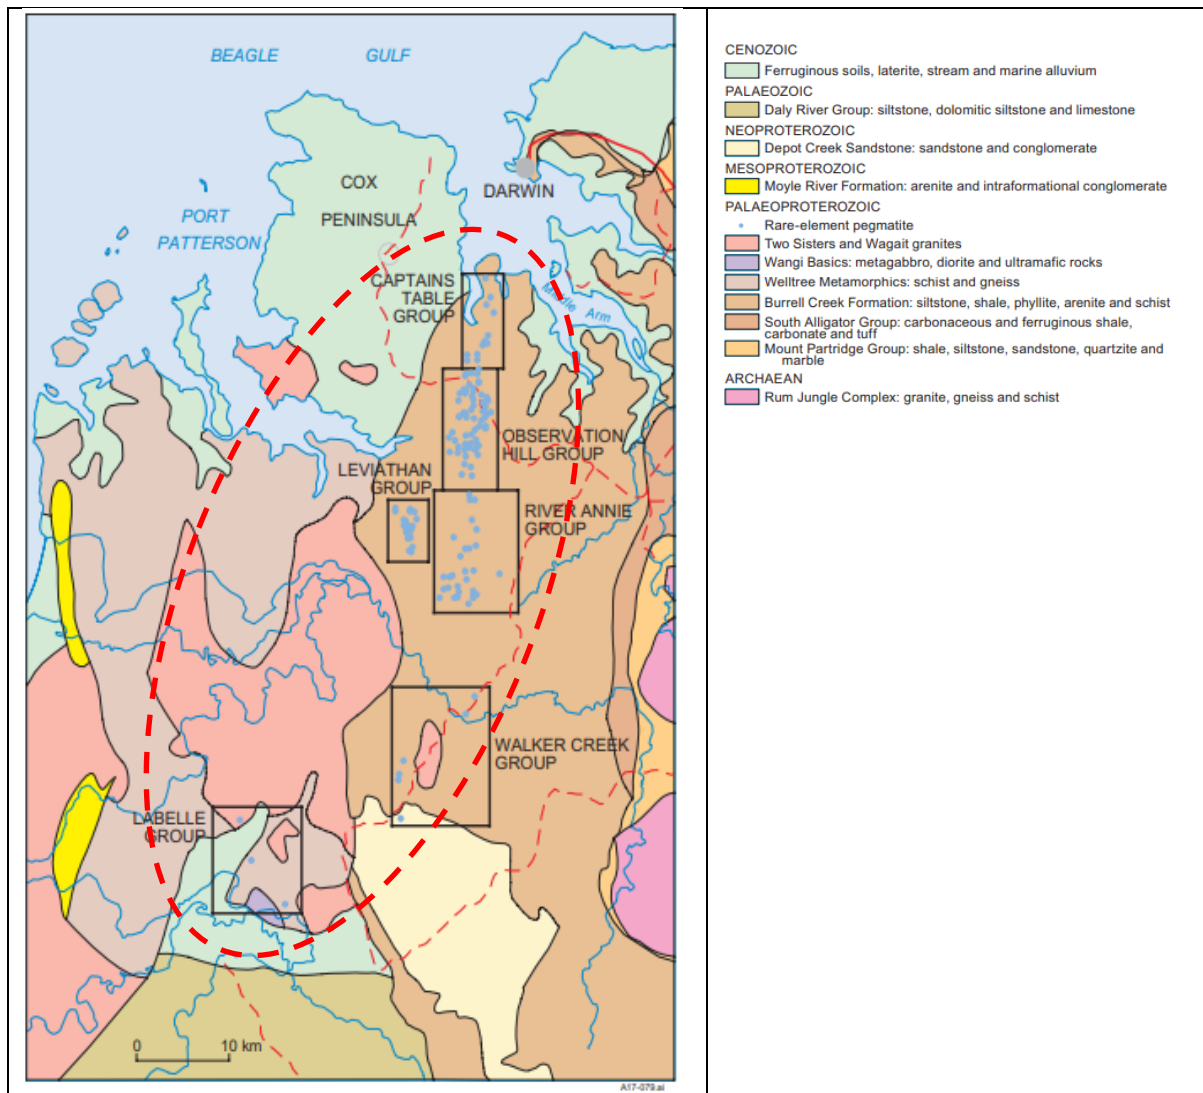 BEAGLE GULF
COX
PENINSULA
DARWIN
PORT
PATTERSON
CAPTAINS
TABLE
GROUP
Middle Arm
OBSERVATION
HILL GROUP
LEVIATHAN
GROUP
RIVER ANNIE
GROUP
WALKER CREEK
GROUP
LABELLE
GROUP
0 10 km
A17-079.ai
CENOZOIC
Ferruginous soils, laterite, stream and marine alluvium
PALAEOZOIC
Daly River Group: siltstone, dolomitic siltstone and limestone
NEOPROTEROZOIC
Depot Creek Sandstone: sandstone and conglomerate
MESOPROTEROZOIC
Moyle River Formation: arenite and intraformational conglomerate
PALAEOPROTEROZOIC
Rare-element pegmatite
Two Sisters and Wagait granites
Wangi Basics: metagabbro, diorite and ultramafic rocks
Welltree Metamorphics: schist and gneiss
Burrell Creek Formation: siltstone, shale, phyllite, arenite and schist
South Alligator Group: carbonaceous and ferruginous shale,
carbonate and tuff
Mount Partridge Group: shale, siltstone, sandstone, quartzite and
marble
ARCHAEAN
Rum Jungle Complex: granite, gneiss and schist